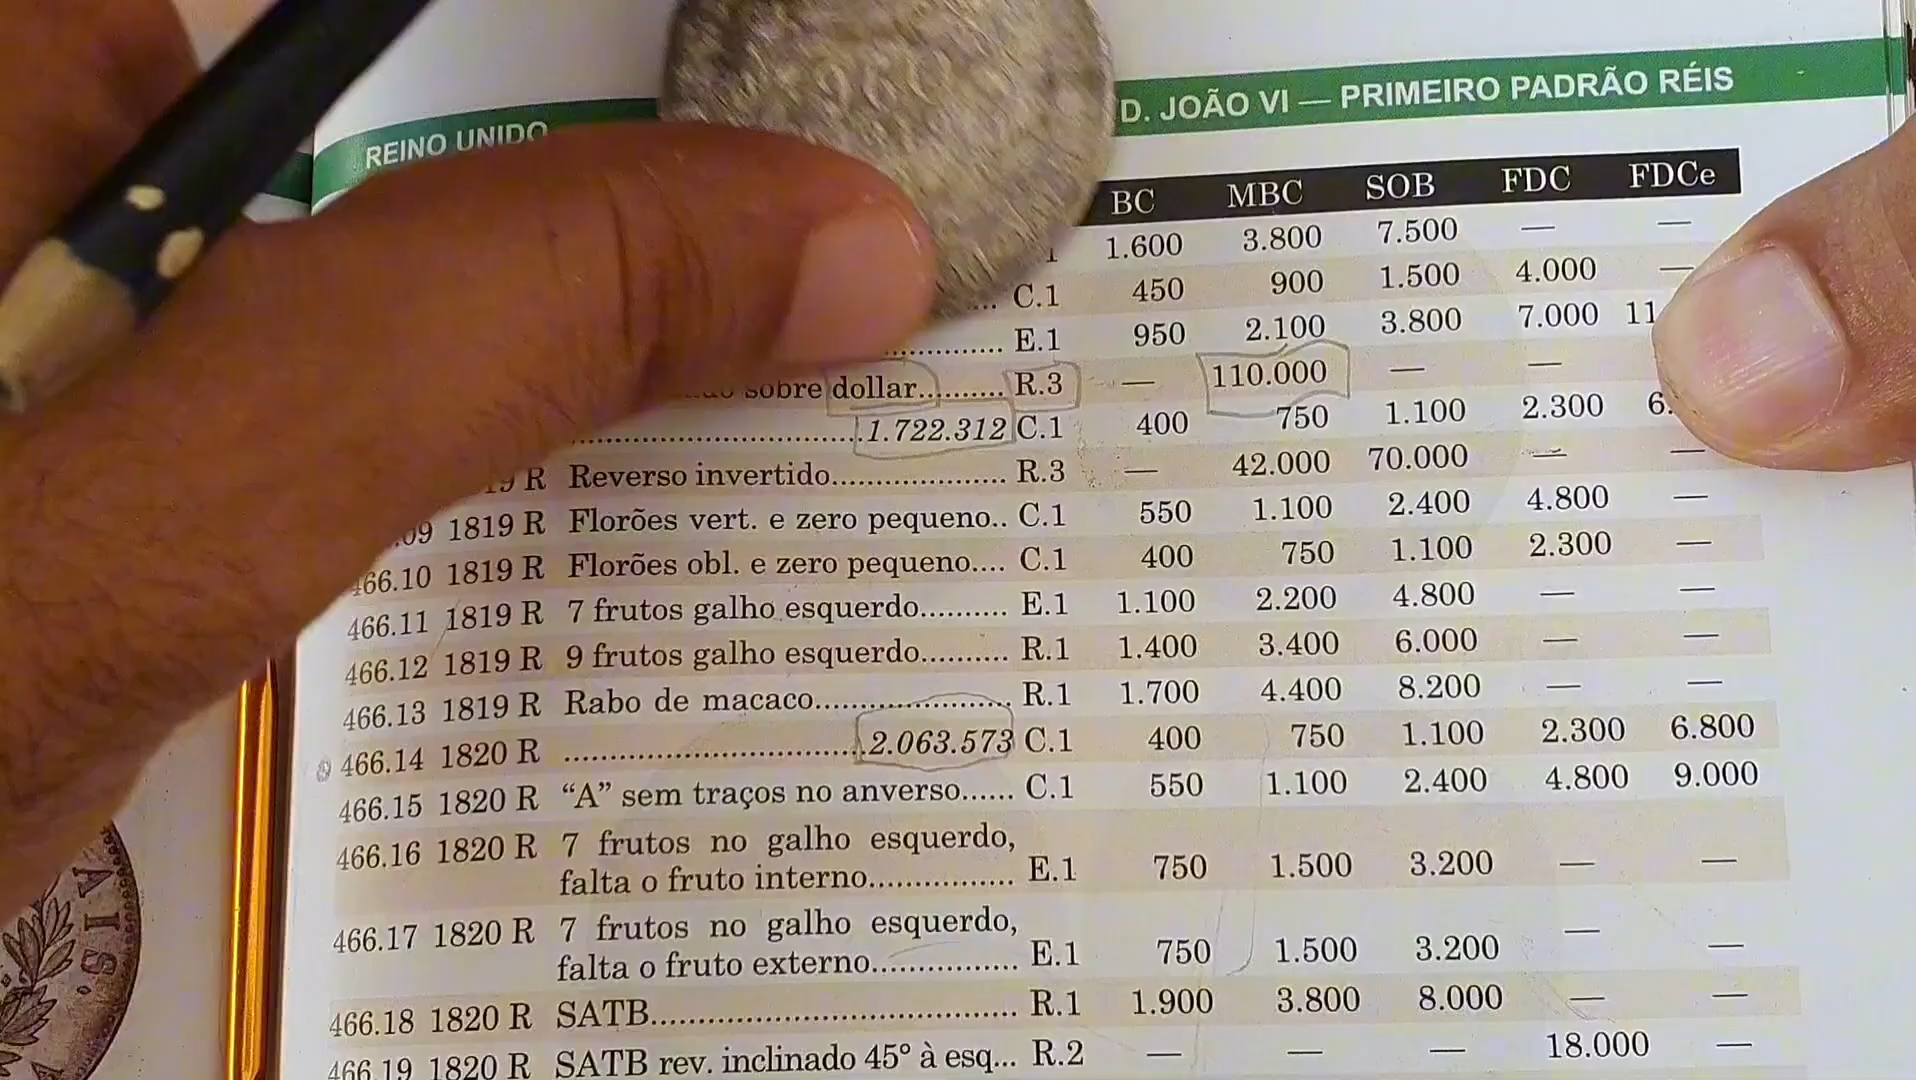 960
REINO UNIDO
D. JOÃO VI — PRIMEIRO PADRÃO RÉIS
BC MBC SOB FDC FDCe
1 1.600 3.800 7.500 — —
... C.1 450 900 1.500 4.000 —
............. E.1 950 2.100 3.800 7.000 11
sobre dollar.......... R.3 — 110.000 — —
................................1.722.312 C.1 400 750 1.100 2.300 6.
R Reverso invertido.................... R.3 — 42.000 70.000 — —
.09 1819 R Florões vert. e zero pequeno.. C.1 550 1.100 2.400 4.800 —
466.10 1819 R Florões obl. e zero pequeno.... C.1 400 750 1.100 2.300 —
466.11 1819 R 7 frutos galho esquerdo.......... E.1 1.100 2.200 4.800 — —
466.12 1819 R 9 frutos galho esquerdo.......... R.1 1.400 3.400 6.000 — —
466.13 1819 R Rabo de macaco...................... R.1 1.700 4.400 8.200 — —
466.14 1820 R ................................2.063.573 C.1 400 750 1.100 2.300 6.800
466.15 1820 R “A” sem traços no anverso...... C.1 550 1.100 2.400 4.800 9.000
466.16 1820 R 7 frutos no galho esquerdo,
falta o fruto interno................ E.1 750 1.500 3.200 — —
466.17 1820 R 7 frutos no galho esquerdo,
falta o fruto externo................ E.1 750 1.500 3.200 — —
466.18 1820 R SATB........................................ R.1 1.900 3.800 8.000 — —
466.19 1820 R SATB rev. inclinado 45° à esq... R.2 — — — 18.000 —
AIS.